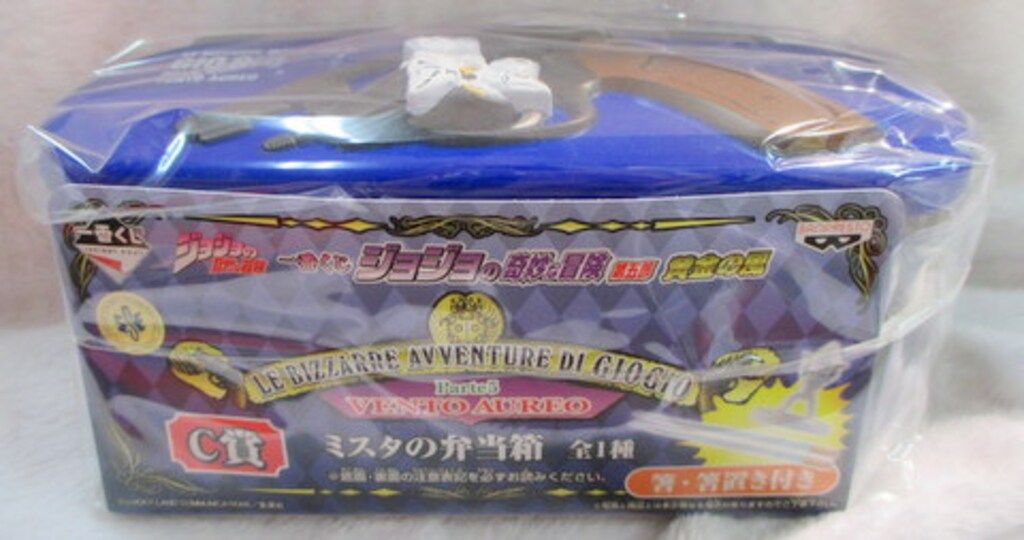 一番くじ
ジョジョの
奇妙な冒険
一番くじ ジョジョの奇妙な冒険 第五部 黄金の風
BANPRESTO
LE BIZZARRE AVVENTURE DI GIOGIO
Parte5
VENTO AUREO
C賞
ミスタの弁当箱 全1種
箸・箸置き付き